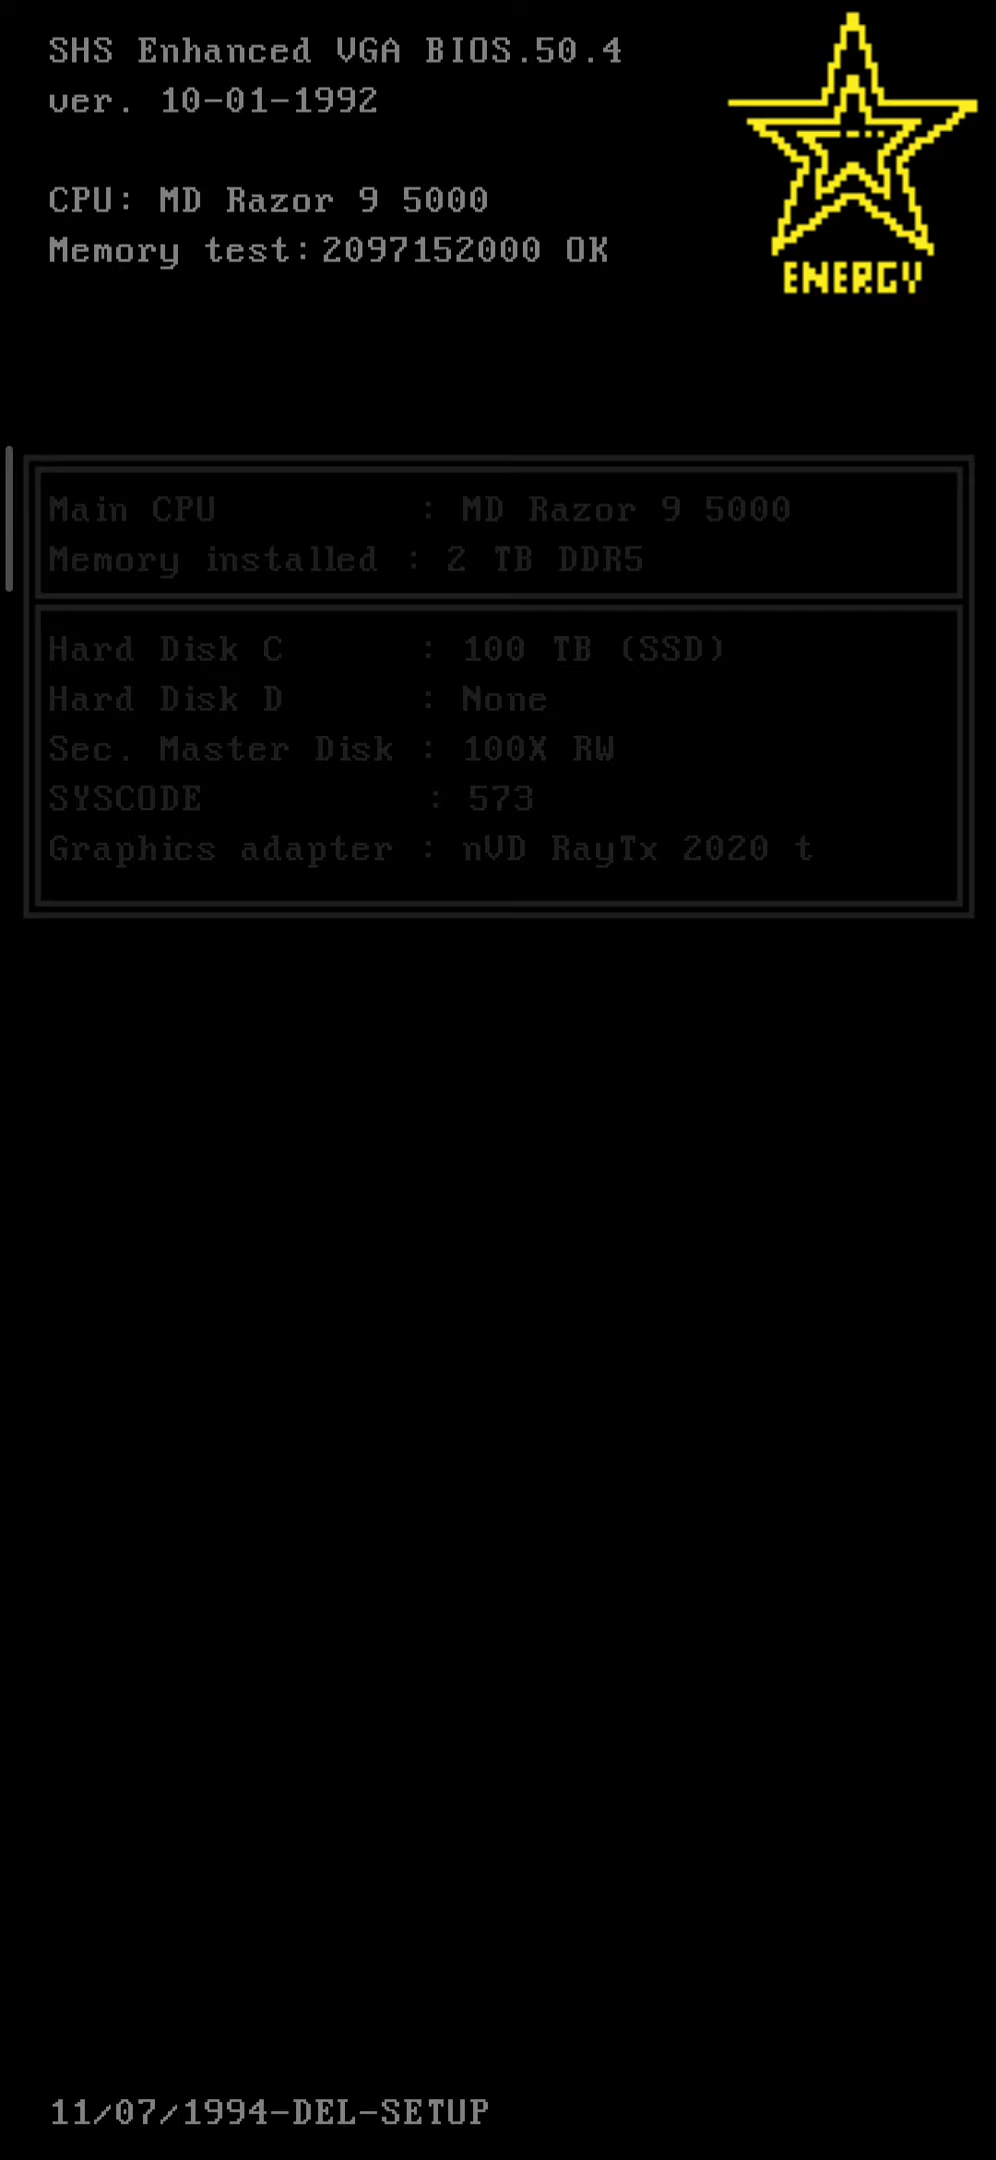 SHS Enhanced VGA BIOS.50.4
ver. 10-01-1992
CPU: MD Razor 9 5000
Memory test:2097152000 OK
ENERGY
Main CPU : MD Razor 9 5000
Memory installed : 2 TB DDR5
Hard Disk C : 100 TB (SSD)
Hard Disk D : None
Sec. Master Disk : 100X RW
SYSCODE : 573
Graphics adapter : nVD RayTx 2020 t
11/07/1994-DEL-SETUP